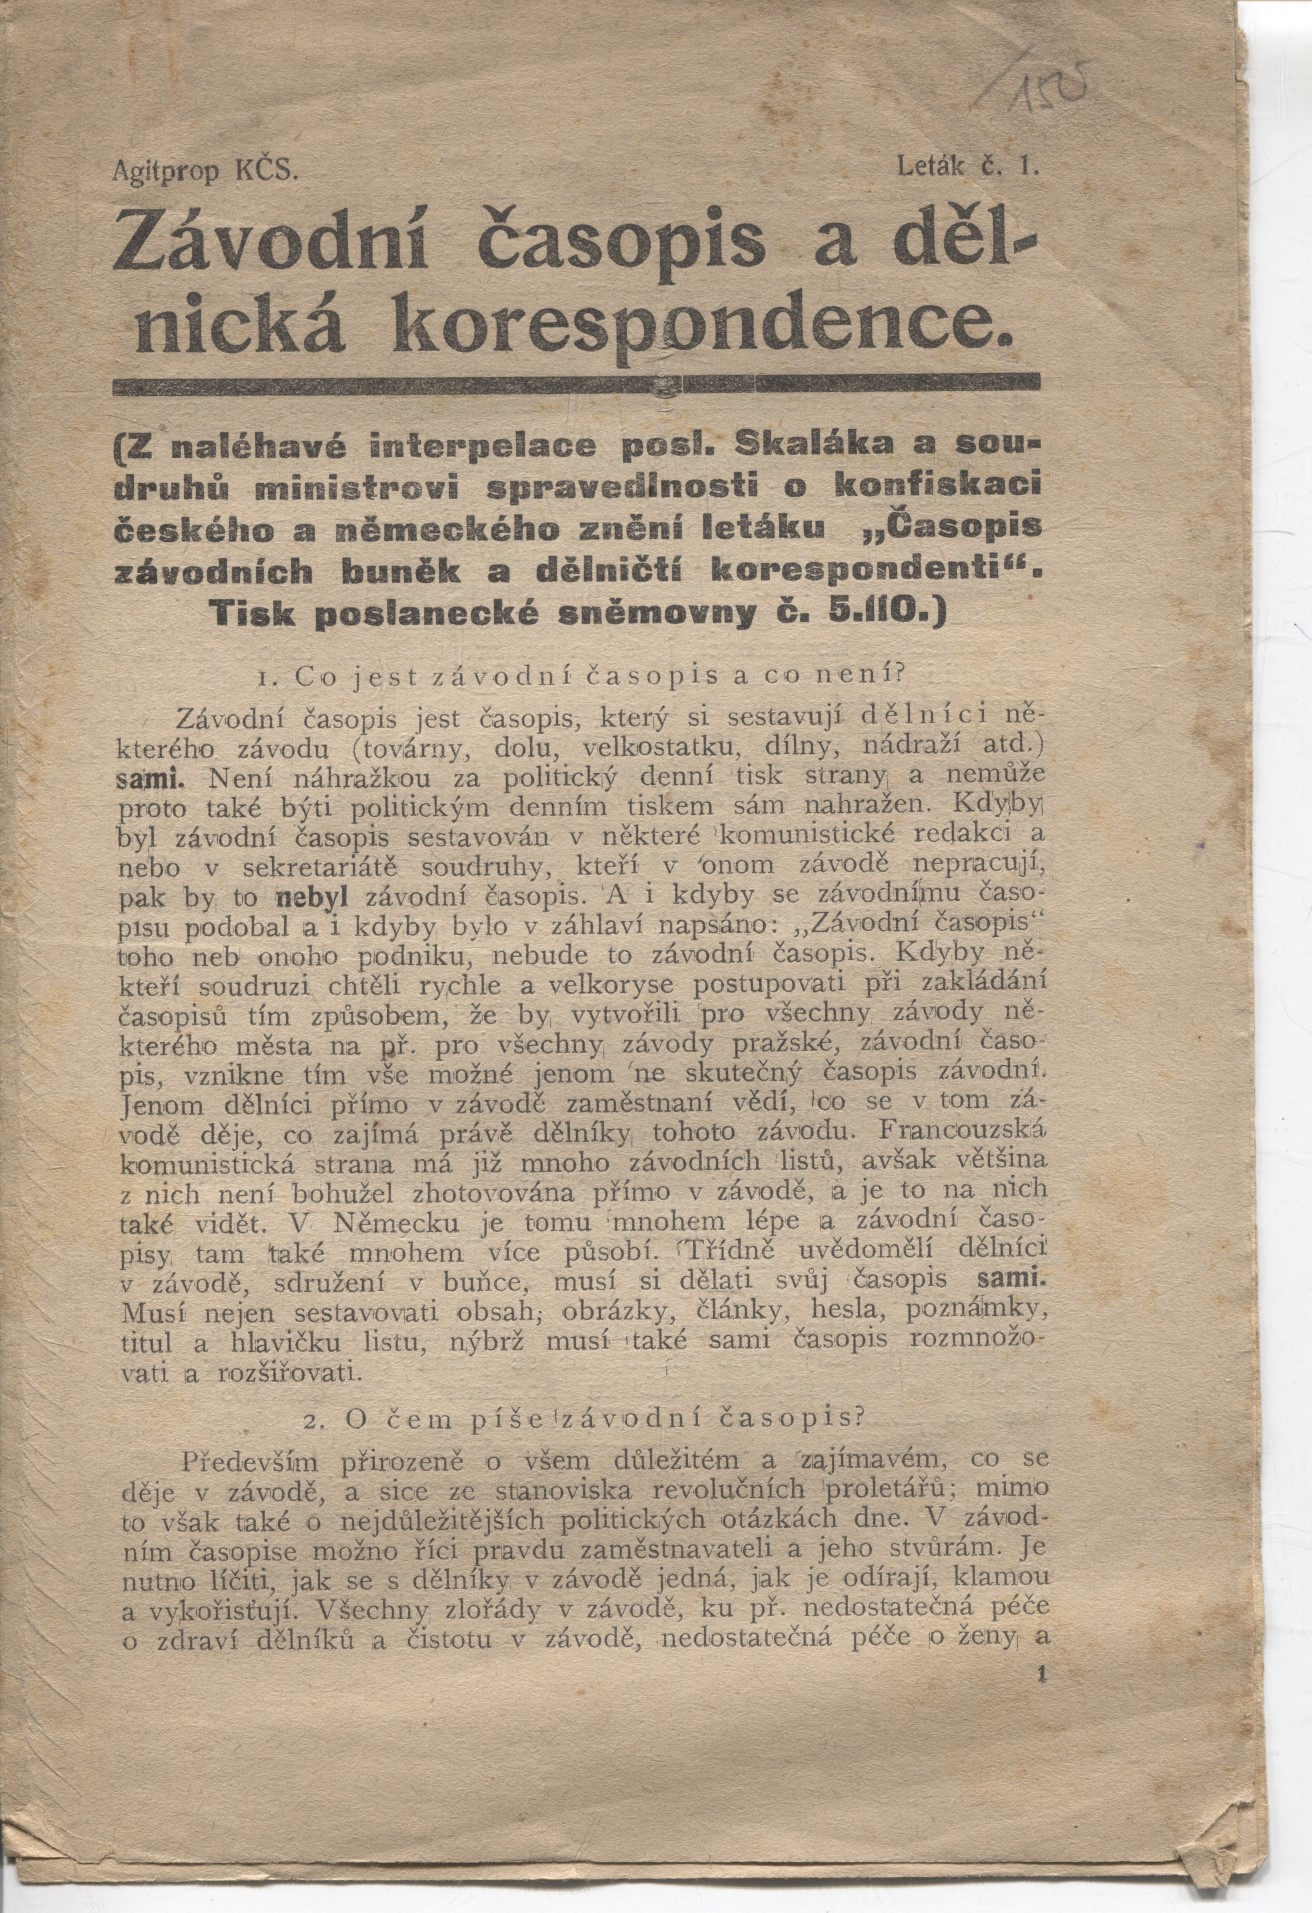 150
Agitprop KČS.
Leták č. 1.
Závodní časopis a děl-
nická korespondence.
(Z naléhavé interpelace posl. Skaláka a sou-
druhů ministrovi spravedlnosti o konfiskaci
českého a německého znění letáku „Časopis
závodních buněk a dělničtí korespondenti“.
Tisk poslanecké sněmovny č. 5.110.)
1. Co jest závodní časopis a co není?
Závodní časopis jest časopis, který si sestavují dělníci ně-
kterého závodu (továrny, dolu, velkostatku, dílny, nádraží atd.)
sami. Není náhražkou za politický denní tisk strany a nemůže
proto také býti politickým denním tiskem sám nahražen. Kdyby
byl závodní časopis sestavován v některé komunistické redakci a
nebo v sekretariátě soudruhy, kteří v onom závodě nepracují,
pak by to nebyl závodní časopis. A i kdyby se závodnímu časo-
pisu podobal a i kdyby bylo v záhlaví napsáno: „Závodní časopis“
toho neb onoho podniku, nebude to závodní časopis. Kdyby ně-
kteří soudruzi chtěli rychle a velkoryse postupovati při zakládání
časopisů tím způsobem, že by vytvořili pro všechny závody ně-
kterého města na př. pro všechny závody pražské, závodní časo-
pis, vznikne tím vše možné jenom ne skutečný časopis závodní.
Jenom dělníci přímo v závodě zaměstnaní vědí, co se v tom zá-
vodě děje, co zajímá právě dělníky tohoto závodu. Francouzská
komunistická strana má již mnoho závodních listů, avšak většina
z nich není bohužel zhotovována přímo v závodě, a je to na nich
také vidět. V Německu je tomu mnohem lépe a závodní časo-
pisy tam také mnohem více působí. Třídně uvědomělí dělníci
v závodě, sdružení v buňce, musí si dělati svůj časopis sami.
Musí nejen sestavovati obsah; obrázky, články, hesla, poznámky,
titul a hlavičku listu, nýbrž musí také sami časopis rozmnožo-
vati a rozšiřovati.
2. O čem píše závodní časopis?
Především přirozeně o všem důležitém a zajímavém, co se
děje v závodě, a sice ze stanoviska revolučních proletářů; mimo
to však také o nejdůležitějších politických otázkách dne. V závod-
ním časopise možno říci pravdu zaměstnavateli a jeho stvůrám. Je
nutno líčiti, jak se s dělníky v závodě jedná, jak je odírají, klamou
a vykořisťují. Všechny zlořády v závodě, ku př. nedostatečná péče
o zdraví dělníků a čistotu v závodě, nedostatečná péče o ženy a
1